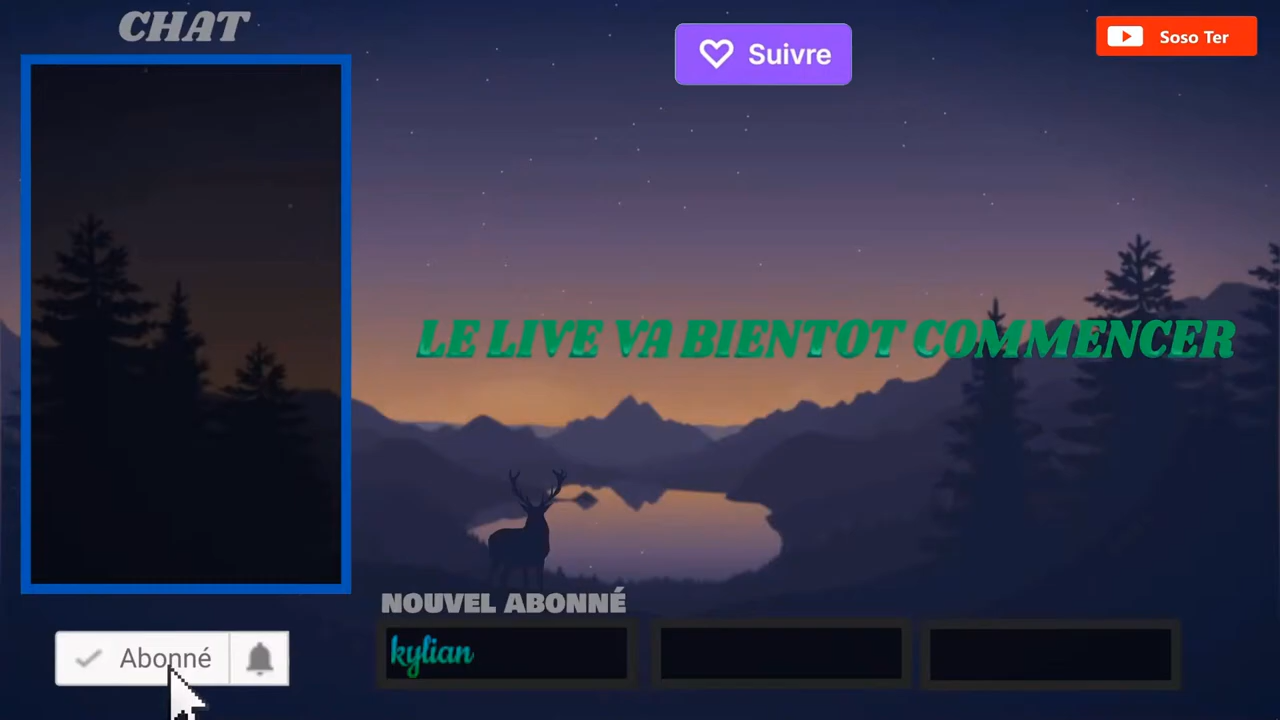 CHAT
Suivre
Soso Ter
LE LIVE VA BIENTOT COMMENCER
NOUVEL ABONNÉ
kylian
Abonné